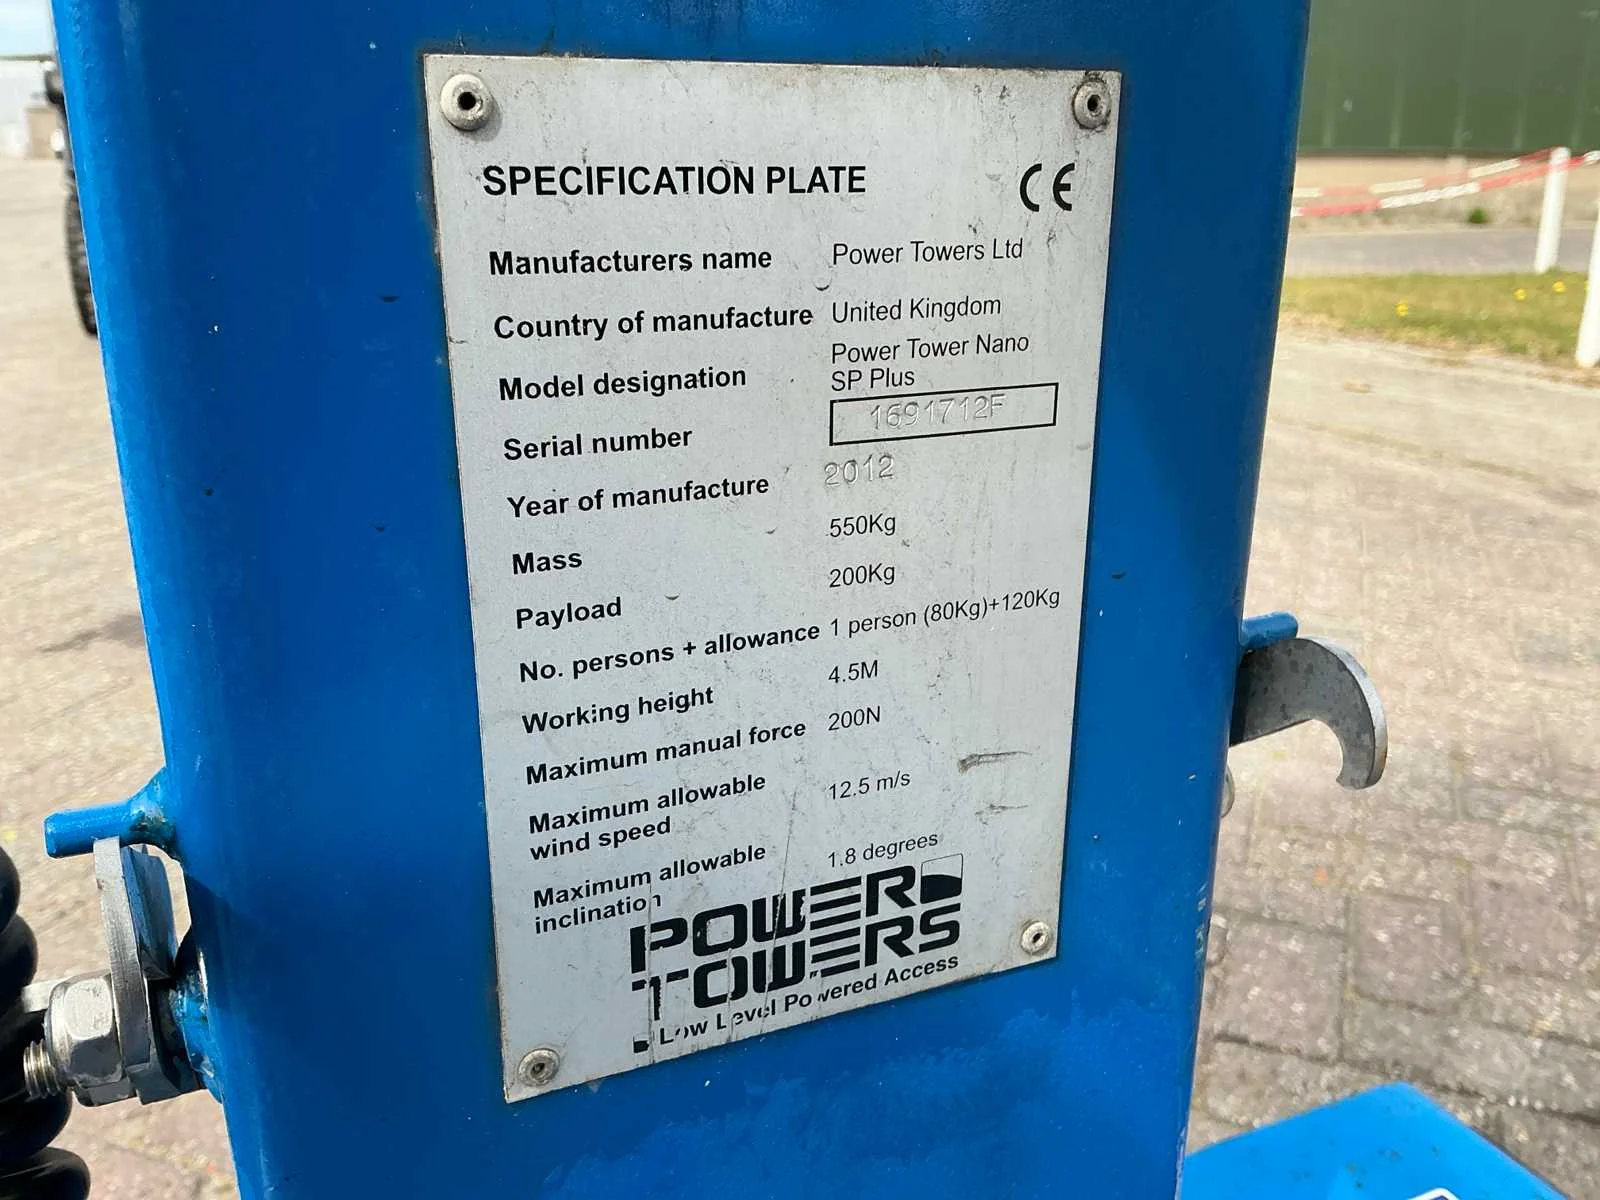 SPECIFICATION PLATE CE
Manufacturers name Power Towers Ltd
Country of manufacture United Kingdom
Model designation Power Tower Nano
SP Plus
Serial number 1691712F
Year of manufacture 2012
Mass 550Kg
Payload 200Kg
No. persons + allowance 1 person (80Kg)+120Kg
Working height 4.5M
Maximum manual force 200N
Maximum allowable
wind speed 12.5 m/s
Maximum allowable
inclination 1.8 degrees
POWER
TOWERS
Low Level Powered Access